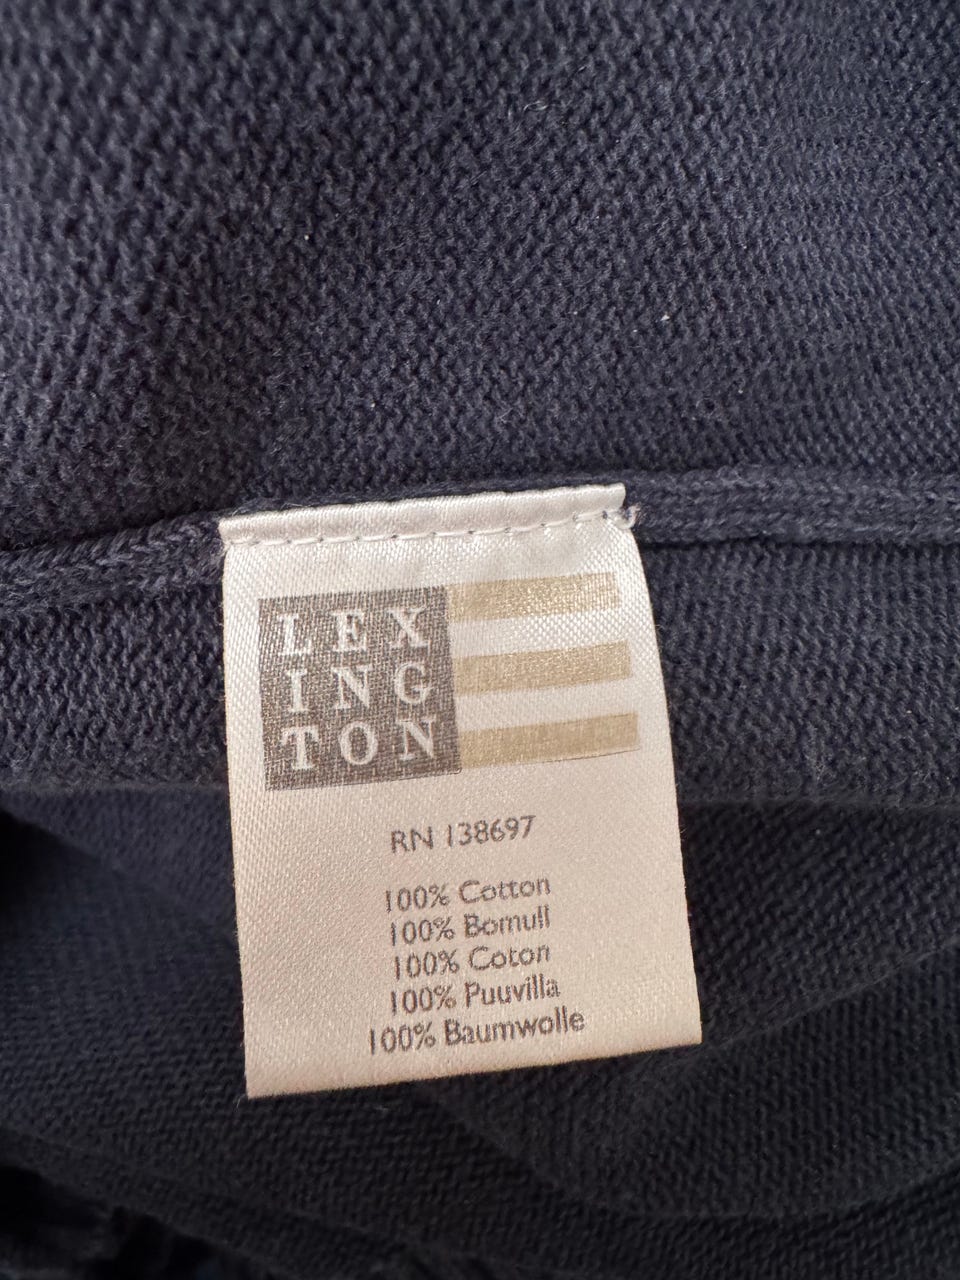 LEX
ING
TON
RN 138697
100% Cotton
100% Bomull
100% Coton
100% Puuvilla
100% Baumwolle